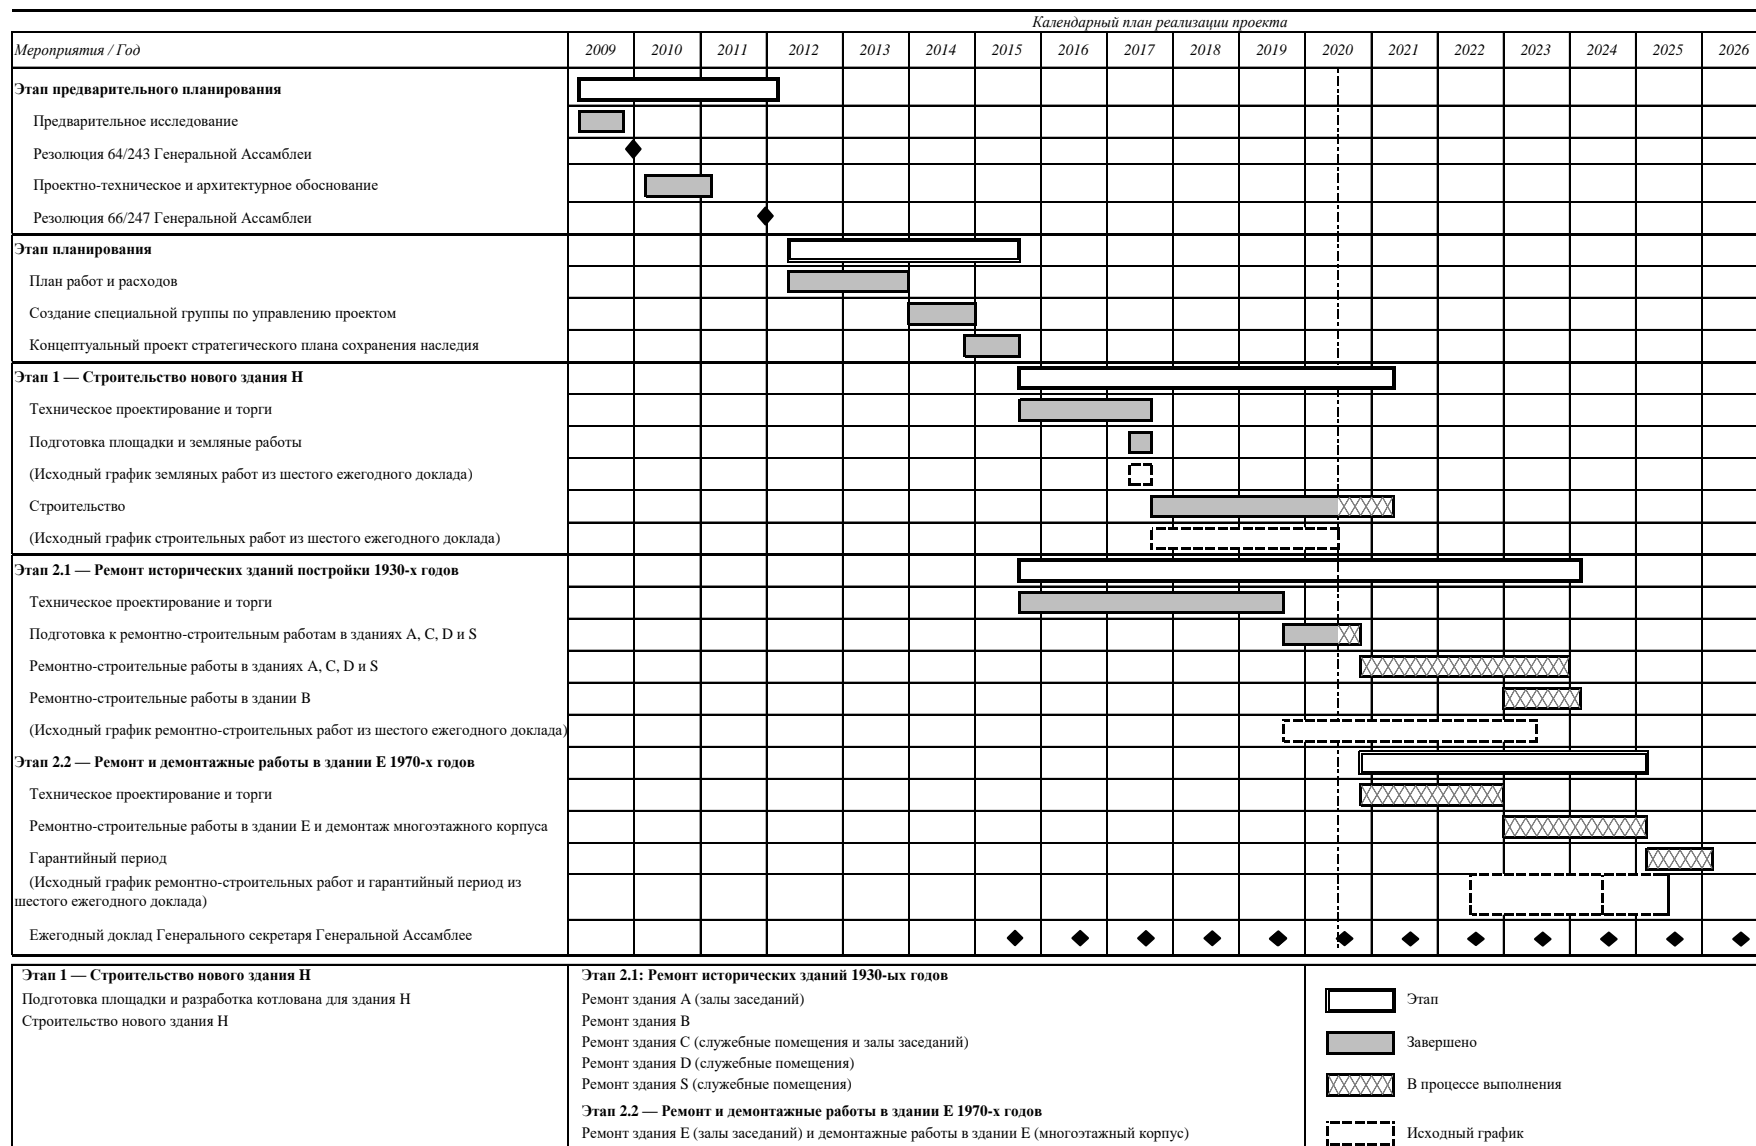 Календарный план реализации проекта
Мероприятия / Год 2009 2010 2011 2012 2013 2014 2015 2016 2017 2018 2019 2020 2021 2022 2023 2024 2025 2026
Этап предварительного планирования
Предварительное исследование
Резолюция 64/243 Генеральной Ассамблеи
Проектно-техническое и архитектурное обоснование
Резолюция 66/247 Генеральной Ассамблеи
Этап планирования
План работ и расходов
Создание специальной группы по управлению проектом
Концептуальный проект стратегического плана сохранения наследия
Этап 1 — Строительство нового здания H
Техническое проектирование и торги
Подготовка площадки и земляные работы
(Исходный график земляных работ из шестого ежегодного доклада)
Строительство
(Исходный график строительных работ из шестого ежегодного доклада)
Этап 2.1 — Ремонт исторических зданий постройки 1930-х годов
Техническое проектирование и торги
Подготовка к ремонтно-строительным работам в зданиях A, C, D и S
Ремонтно-строительные работы в зданиях A, C, D и S
Ремонтно-строительные работы в здании B
(Исходный график ремонтно-строительных работ из шестого ежегодного доклада)
Этап 2.2 — Ремонт и демонтажные работы в здании E 1970-х годов
Техническое проектирование и торги
Ремонтно-строительные работы в здании E и демонтаж многоэтажного корпуса
Гарантийный период
(Исходный график ремонтно-строительных работ и гарантийный период из
шестого ежегодного доклада)
Ежегодный доклад Генерального секретаря Генеральной Ассамблее
Этап 1 — Строительство нового здания H
Подготовка площадки и разработка котлована для здания H
Строительство нового здания H
Этап 2.1: Ремонт исторических зданий 1930-ых годов
Ремонт здания A (залы заседаний)
Ремонт здания B
Ремонт здания C (служебные помещения и залы заседаний)
Ремонт здания D (служебные помещения)
Ремонт здания S (служебные помещения)
Этап 2.2 — Ремонт и демонтажные работы в здании E 1970-х годов
Ремонт здания E (залы заседаний) и демонтажные работы в здании E (многоэтажный корпус)
Этап
Завершено
В процессе выполнения
Исходный график